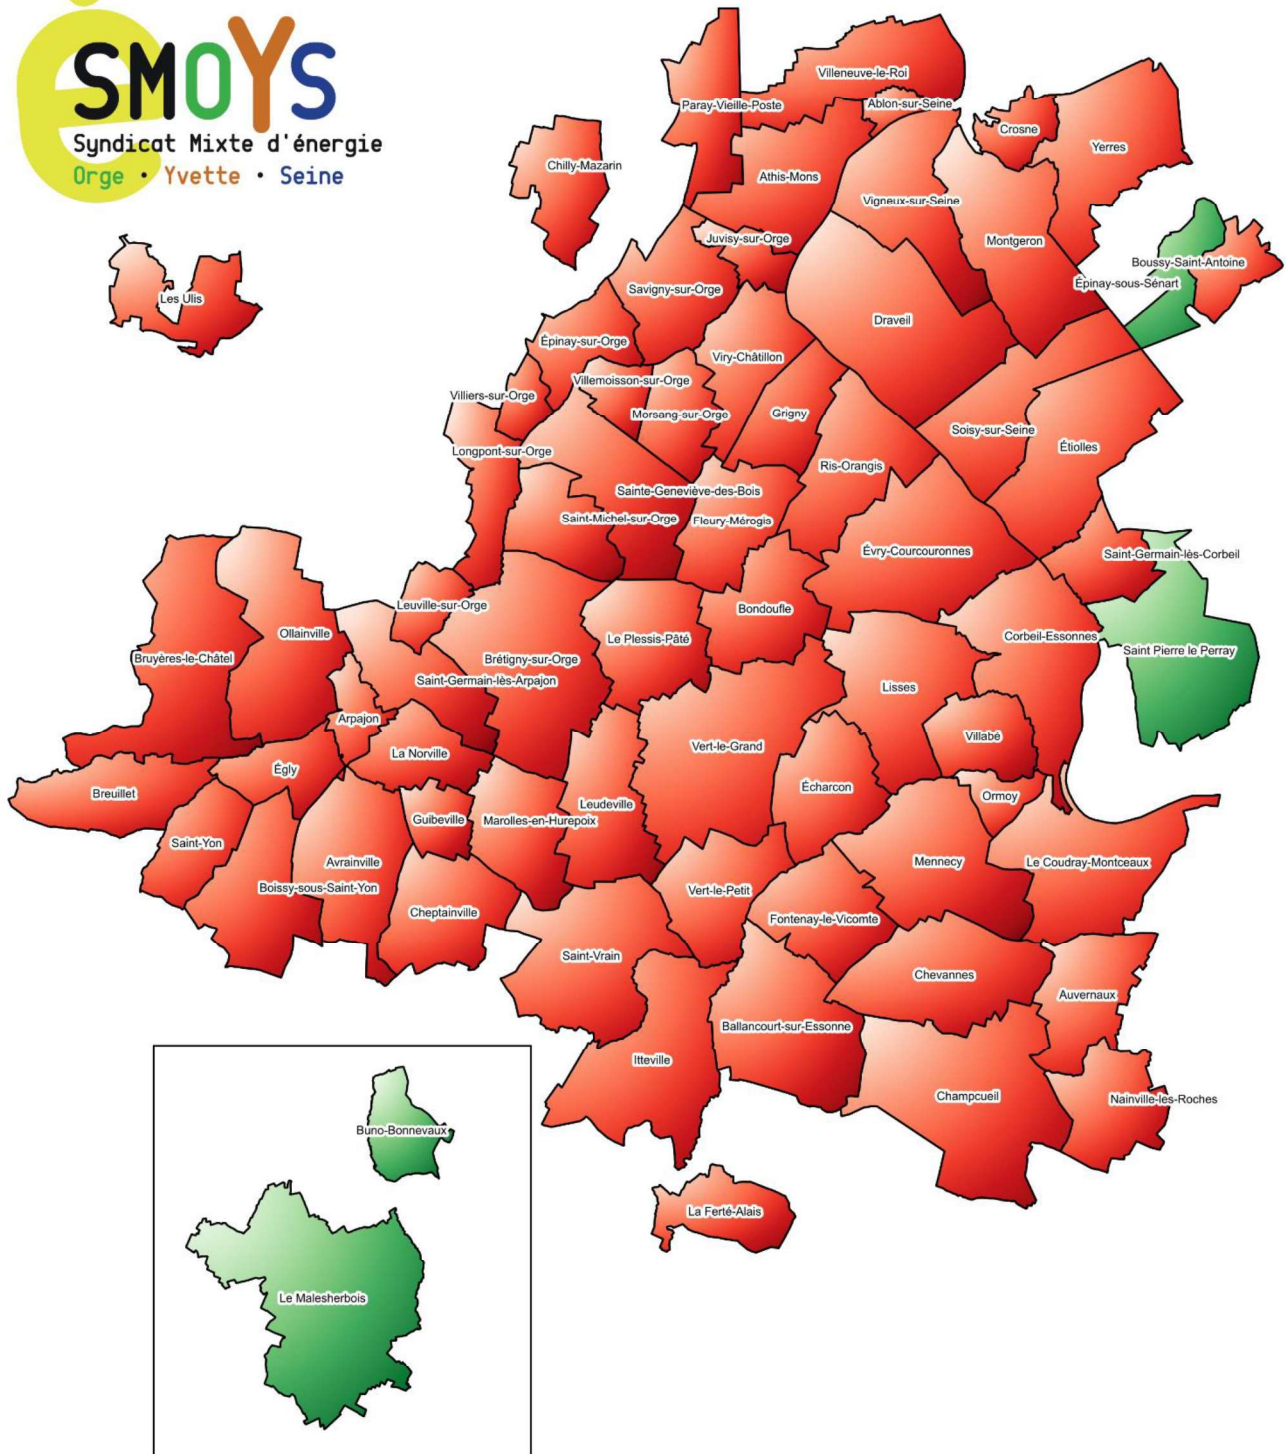 è
SMOYS
Syndicat Mixte d'énergie
Orge · Yvette · Seine
Villeneuve-le-Roi
Paray-Vieille-Poste
Ablon-sur-Seine
Crosne
Yerres
Chilly-Mazarin
Athis-Mons
Vigneux-sur-Seine
Juvisy-sur-Orge
Montgeron
Boussy-Saint-Antoine
Épinay-sous-Sénart
Savigny-sur-Orge
Les Ulis
Draveil
Épinay-sur-Orge
Viry-Châtillon
Villemoisson-sur-Orge
Villiers-sur-Orge
Morsang-sur-Orge
Grigny
Soisy-sur-Seine
Étiolles
Longpont-sur-Orge
Ris-Orangis
Sainte-Geneviève-des-Bois
Saint-Michel-sur-Orge
Fleury-Mérogis
Évry-Courcouronnes
Saint-Germain-lès-Corbeil
Leuville-sur-Orge
Bondoufle
Ollainville
Le Plessis-Pâté
Corbeil-Essonnes
Saint Pierre le Perray
Bruyères-le-Châtel
Brétigny-sur-Orge
Saint-Germain-lès-Arpajon
Lisses
Arpajon
Villabé
Vert-le-Grand
La Norville
Égly
Écharcon
Breuillet
Ormoy
Leudeville
Guibeville
Marolles-en-Hurepoix
Saint-Yon
Avrainville
Mennecy
Le Coudray-Montceaux
Boissy-sous-Saint-Yon
Vert-le-Petit
Cheptainville
Fontenay-le-Vicomte
Saint-Vrain
Chevannes
Auvernaux
Ballancourt-sur-Essonne
Itteville
Champcueil
Nainville-les-Roches
Buno-Bonnevaux
La Ferté-Alais
Le Malesherbois